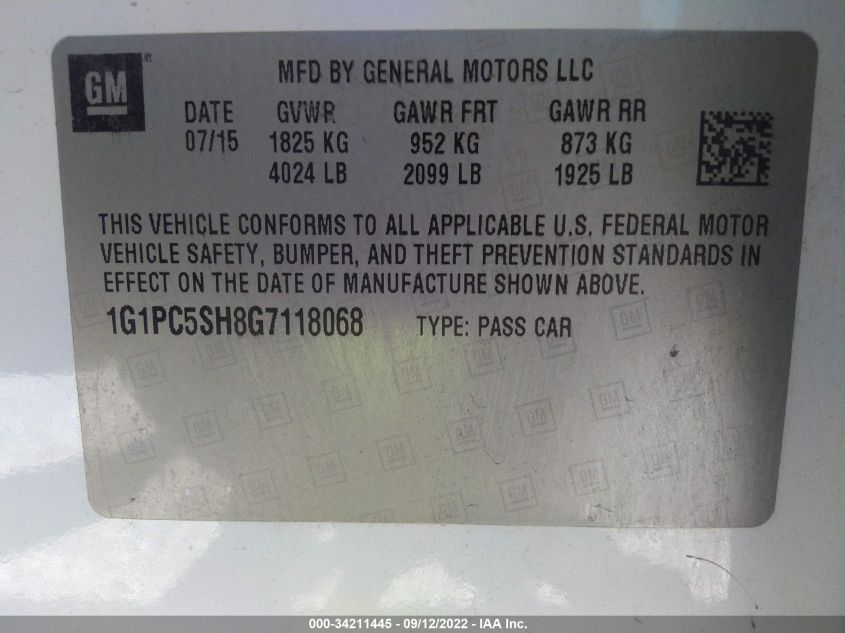 GM®
MFD BY GENERAL MOTORS LLC
DATE GVWR GAWR FRT GAWR RR
07/15 1825 KG 952 KG 873 KG
4024 LB 2099 LB 1925 LB
THIS VEHICLE CONFORMS TO ALL APPLICABLE U.S. FEDERAL MOTOR
VEHICLE SAFETY, BUMPER, AND THEFT PREVENTION STANDARDS IN
EFFECT ON THE DATE OF MANUFACTURE SHOWN ABOVE.
1G1PC5SH8G7118068 TYPE: PASS CAR
000-34211445 - 09/12/2022 - IAA Inc.